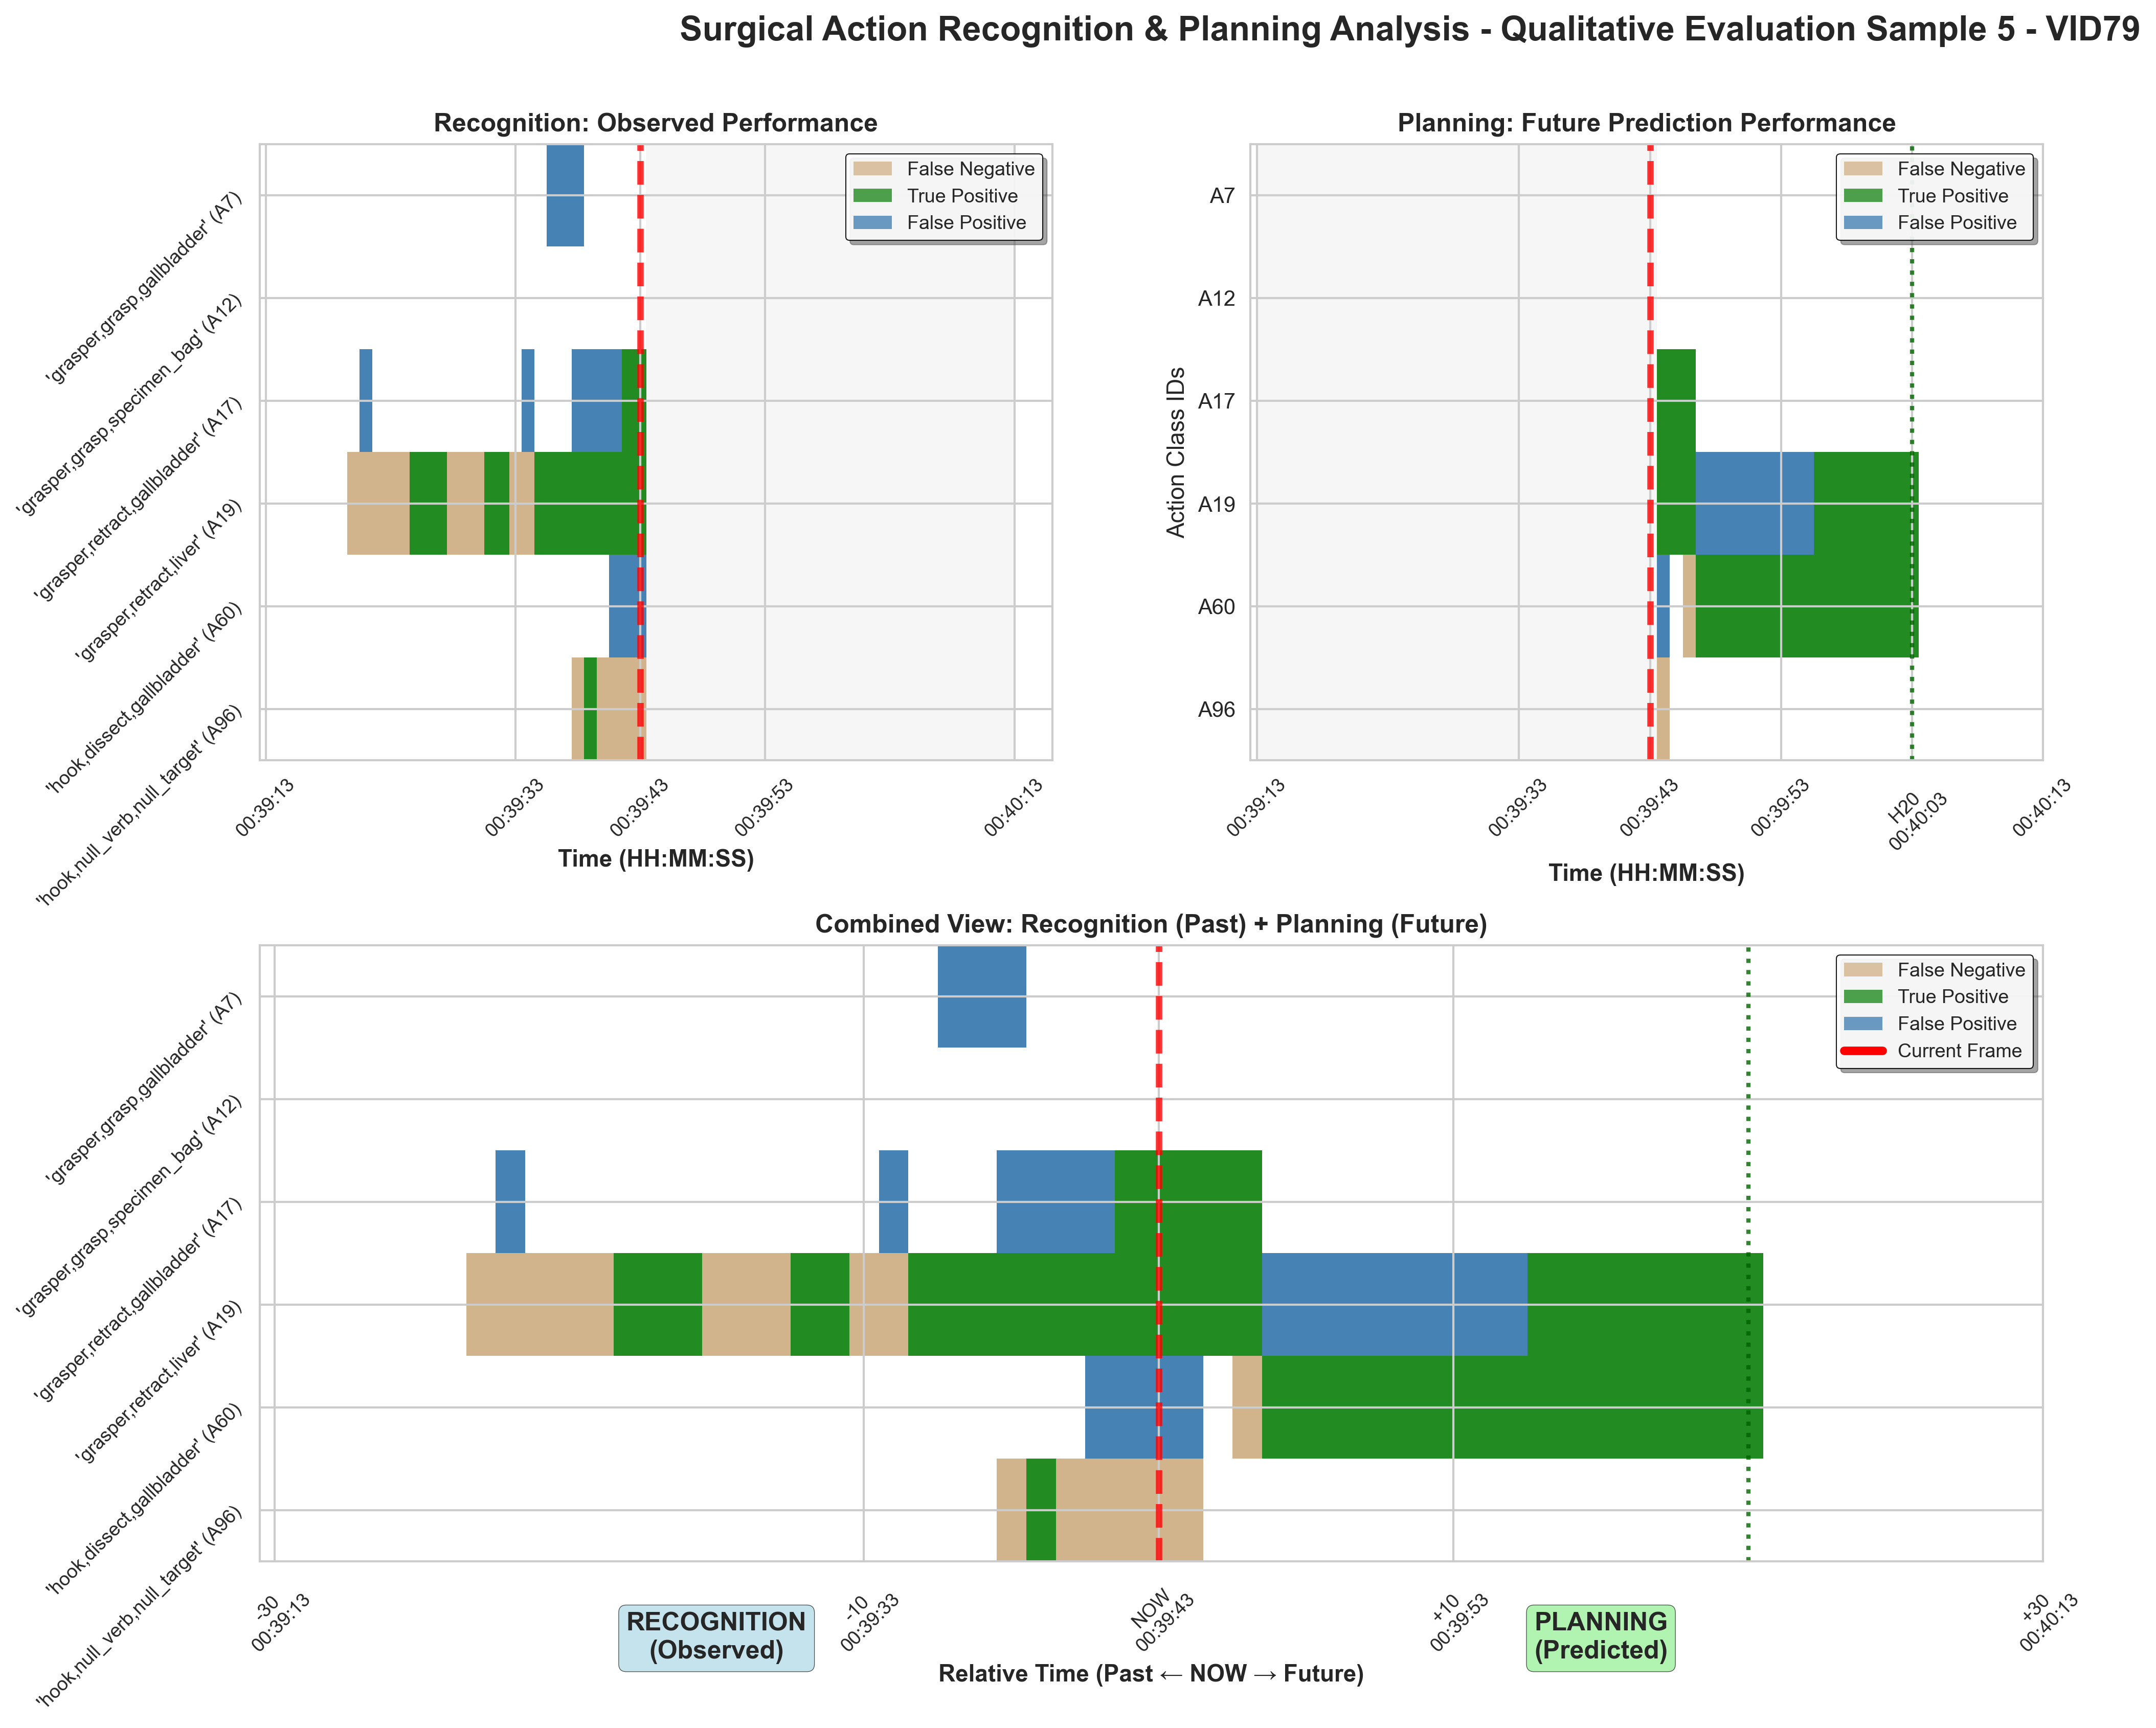 Surgical Action Recognition & Planning Analysis - Qualitative Evaluation Sample 5 - VID79
Recognition: Observed Performance
False Negative
True Positive
False Positive
'grasper,grasp,gallbladder' (A7)
'grasper,grasp,specimen_bag' (A12)
'grasper,retract,gallbladder' (A17)
'grasper,retract,liver' (A19)
'hook,dissect,gallbladder' (A60)
'hook,null_verb,null_target' (A96)
00:39:13
00:39:33
00:39:43
00:39:53
00:40:13
Time (HH:MM:SS)
Planning: Future Prediction Performance
False Negative
True Positive
False Positive
Action Class IDs
A7
A12
A17
A19
A60
A96
00:39:13
00:39:33
00:39:43
00:39:53
H20
00:40:03
00:40:13
Time (HH:MM:SS)
Combined View: Recognition (Past) + Planning (Future)
False Negative
True Positive
False Positive
Current Frame
'grasper,grasp,gallbladder' (A7)
'grasper,grasp,specimen_bag' (A12)
'grasper,retract,gallbladder' (A17)
'grasper,retract,liver' (A19)
'hook,dissect,gallbladder' (A60)
'hook,null_verb,null_target' (A96)
-30
00:39:13
-10
00:39:33
NOW
00:39:43
+10
00:39:53
+30
00:40:13
RECOGNITION
(Observed)
PLANNING
(Predicted)
Relative Time (Past ← NOW → Future)